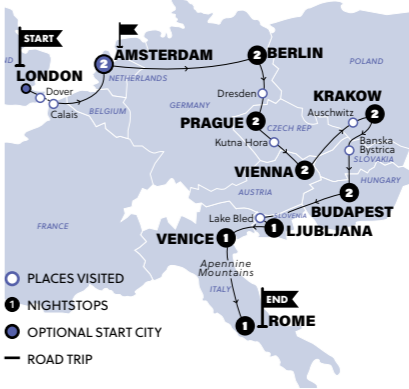 START
ND
LONDON
Dover
Calais
2
AMSTERDAM
NETHERLANDS
BELGIUM
2
BERLIN
POLAND
GERMANY
Dresden
PRAGUE
2
CZECH REP
Kutna Hora
Auschwitz
KRAKOW
2
Banska
Bystrica
SLOVAKIA
VIENNA
2
AUSTRIA
HUNGARY
2
BUDAPEST
Lake Bled
SLOVENIA
1
LJUBLJANA
FRANCE
VENICE
1
Apennine
Mountains
ITALY
END
1
ROME
PLACES VISITED
1 NIGHTSTOPS
OPTIONAL START CITY
ROAD TRIP